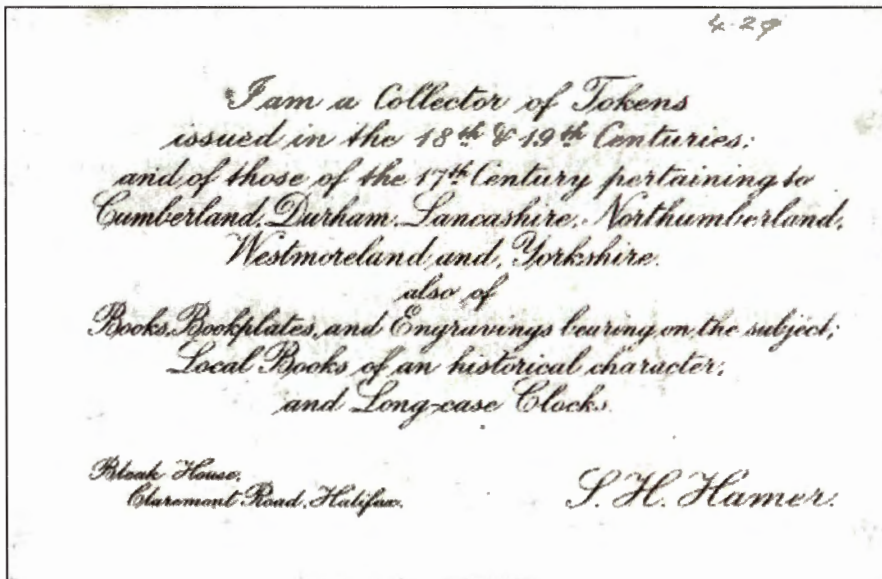 I am a Collector of Tokens
issued in the 18th & 19th Centuries:
and of those of the 17th Century pertaining to
Cumberland, Durham, Lancashire, Northumberland,
Westmoreland and, Yorkshire.
also of
Books, Bookplates, and Engravings bearing on the subject;
Local Books of an historical character;
and Long-case Clocks.
Bleak House,
Claremont Road, Halifax.
S. H. Hamer.